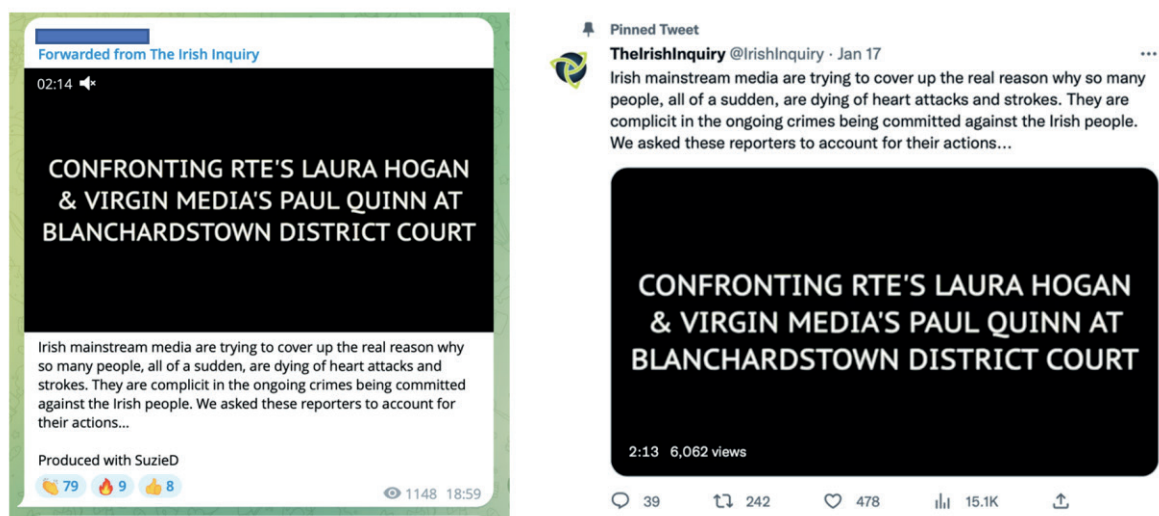 Forwarded from The Irish Inquiry
02:14
CONFRONTING RTE'S LAURA HOGAN
& VIRGIN MEDIA'S PAUL QUINN AT
BLANCHARDSTOWN DISTRICT COURT
Irish mainstream media are trying to cover up the real reason why
so many people, all of a sudden, are dying of heart attacks and
strokes. They are complicit in the ongoing crimes being committed
against the Irish people. We asked these reporters to account for
their actions...
Produced with SuzieD
79 9 8
1148 18:59
Pinned Tweet
TheIrishInquiry @IrishInquiry · Jan 17
Irish mainstream media are trying to cover up the real reason why so many
people, all of a sudden, are dying of heart attacks and strokes. They are
complicit in the ongoing crimes being committed against the Irish people.
We asked these reporters to account for their actions...
CONFRONTING RTE'S LAURA HOGAN
& VIRGIN MEDIA'S PAUL QUINN AT
BLANCHARDSTOWN DISTRICT COURT
2:13 6,062 views
39 242 478 15.1K